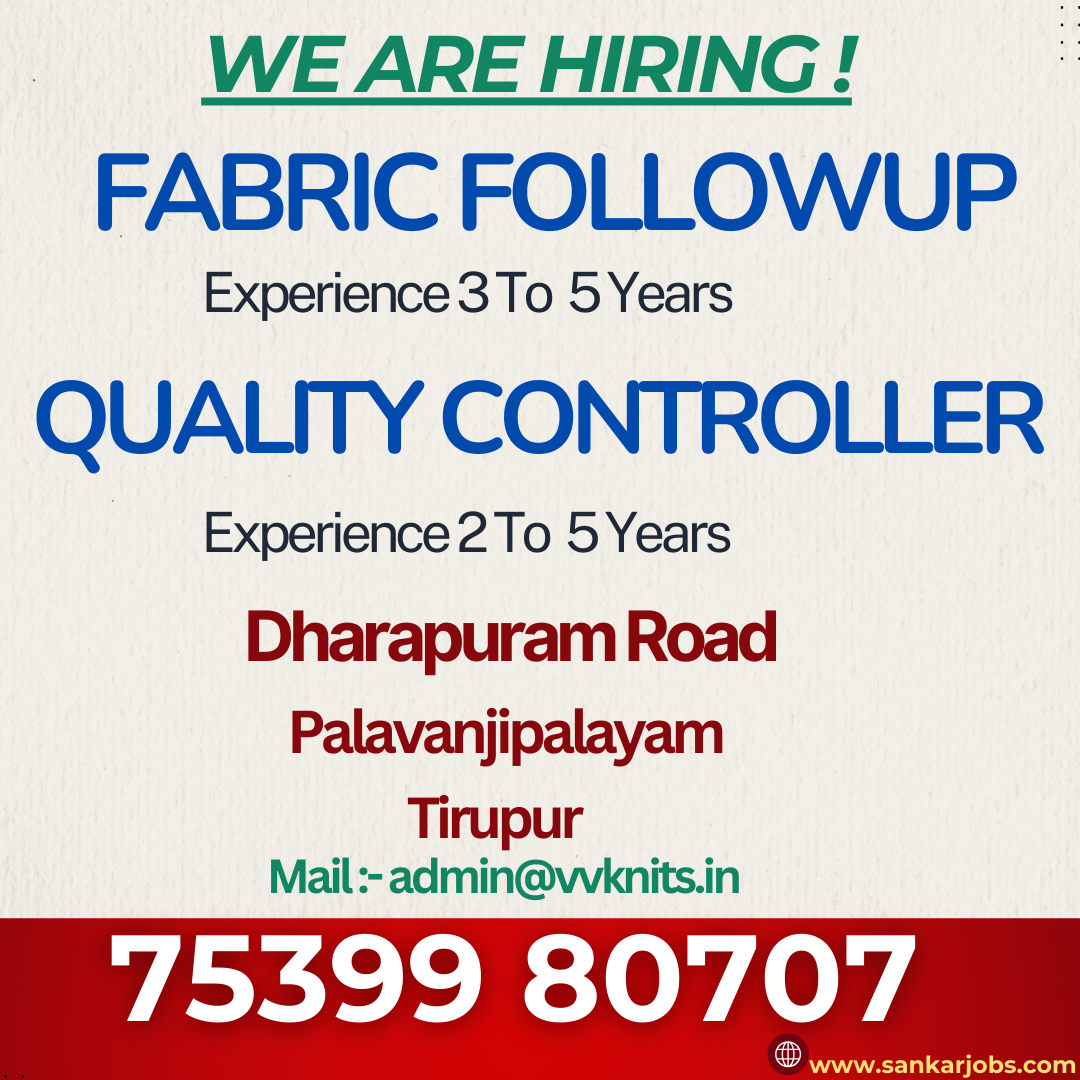 WE ARE HIRING !
FABRIC FOLLOWUP
Experience 3 To 5 Years
QUALITY CONTROLLER
Experience 2 To 5 Years
Dharapuram Road
Palavanjipalayam
Tirupur
Mail :- admin@vvknits.in
75399 80707
www.sankarjobs.com